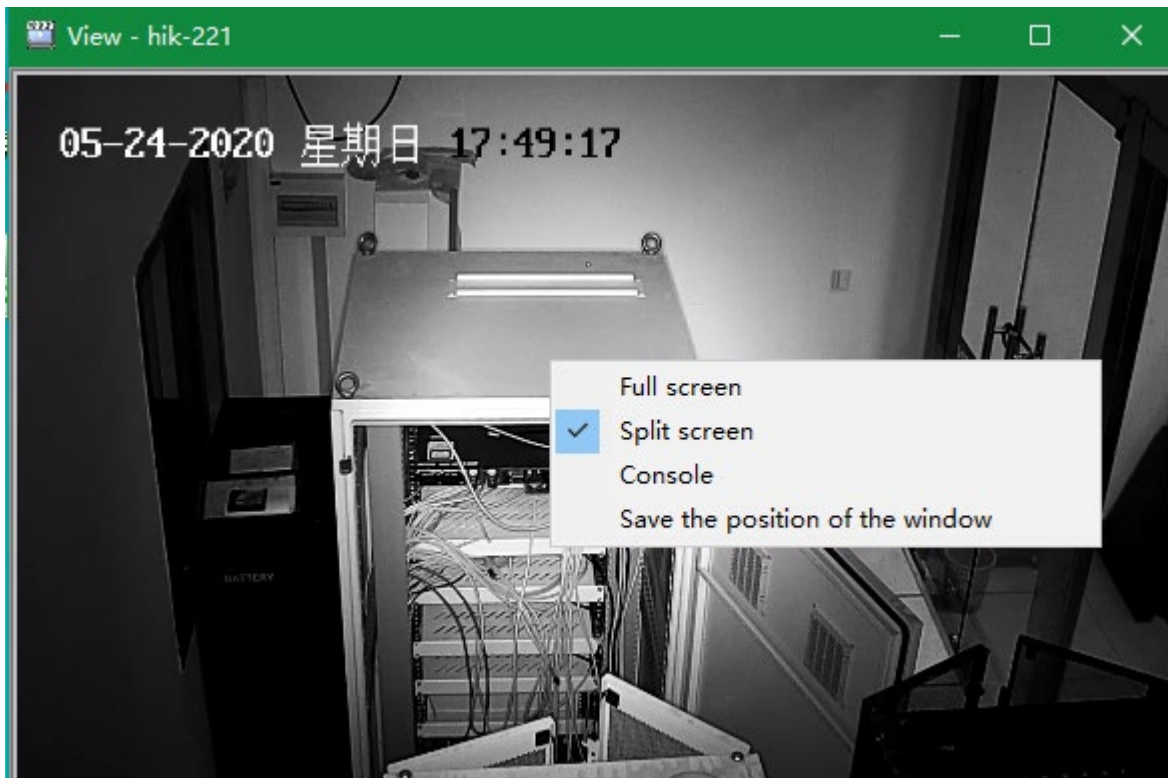 View - hik-221
05-24-2020 星期日 17:49:17
Full screen
Split screen
Console
Save the position of the window
BATTERY